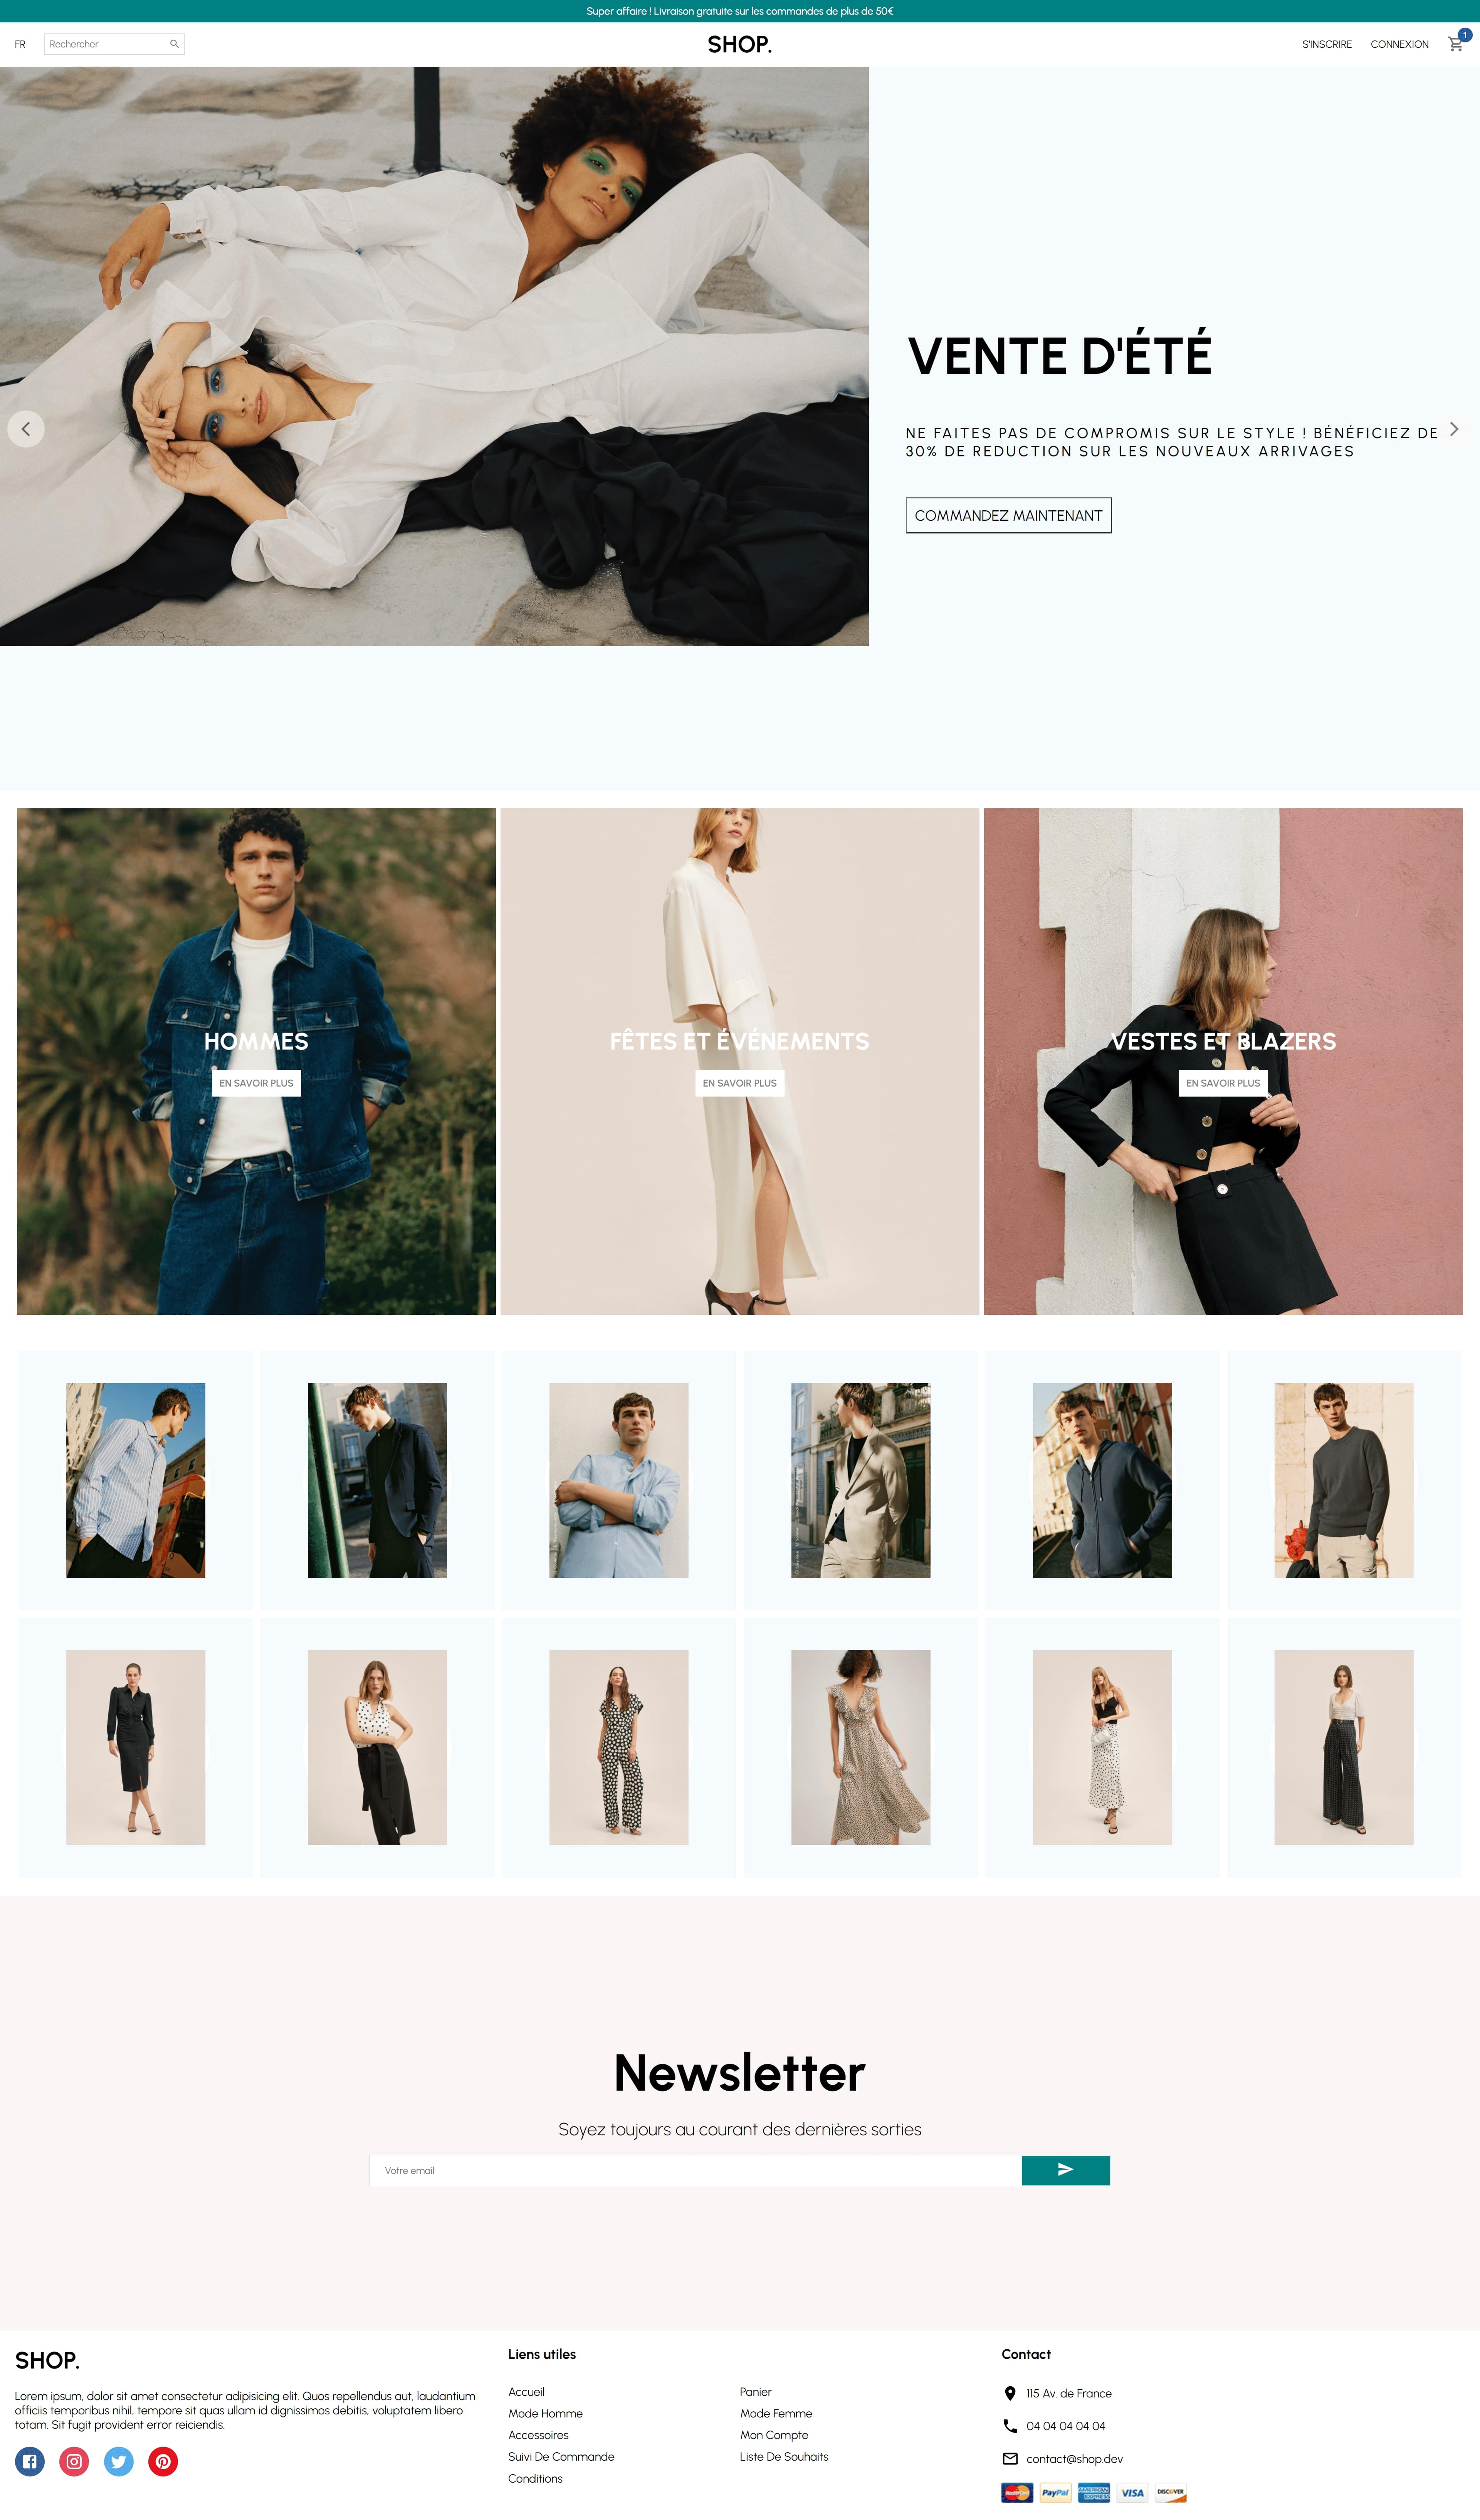 Super affaire ! Livraison gratuite sur les commandes de plus de 50€
FR
Rechercher
SHOP.
S'INSCRIRE
CONNEXION
1
VENTE D'ÉTÉ
NE FAITES PAS DE COMPROMIS SUR LE STYLE ! BÉNÉFICIEZ DE
30% DE REDUCTION SUR LES NOUVEAUX ARRIVAGES
COMMANDEZ MAINTENANT
HOMMES
EN SAVOIR PLUS
FÊTES ET ÉVÉNEMENTS
EN SAVOIR PLUS
VESTES ET BLAZERS
EN SAVOIR PLUS
Newsletter
Soyez toujours au courant des dernières sorties
Votre email
SHOP.
Lorem ipsum, dolor sit amet consectetur adipisicing elit. Quos repellendus aut, laudantium
officiis temporibus nihil, tempore sit quas ullam id dignissimos debitis, voluptatem libero
totam. Sit fugit provident error reiciendis.
Liens utiles
Accueil
Panier
Mode Homme
Mode Femme
Accessoires
Mon Compte
Suivi De Commande
Liste De Souhaits
Conditions
Contact
115 Av. de France
04 04 04 04 04
contact@shop.dev
MasterCard
PayPal
AMERICAN EXPRESS
VISA
DISCOVER